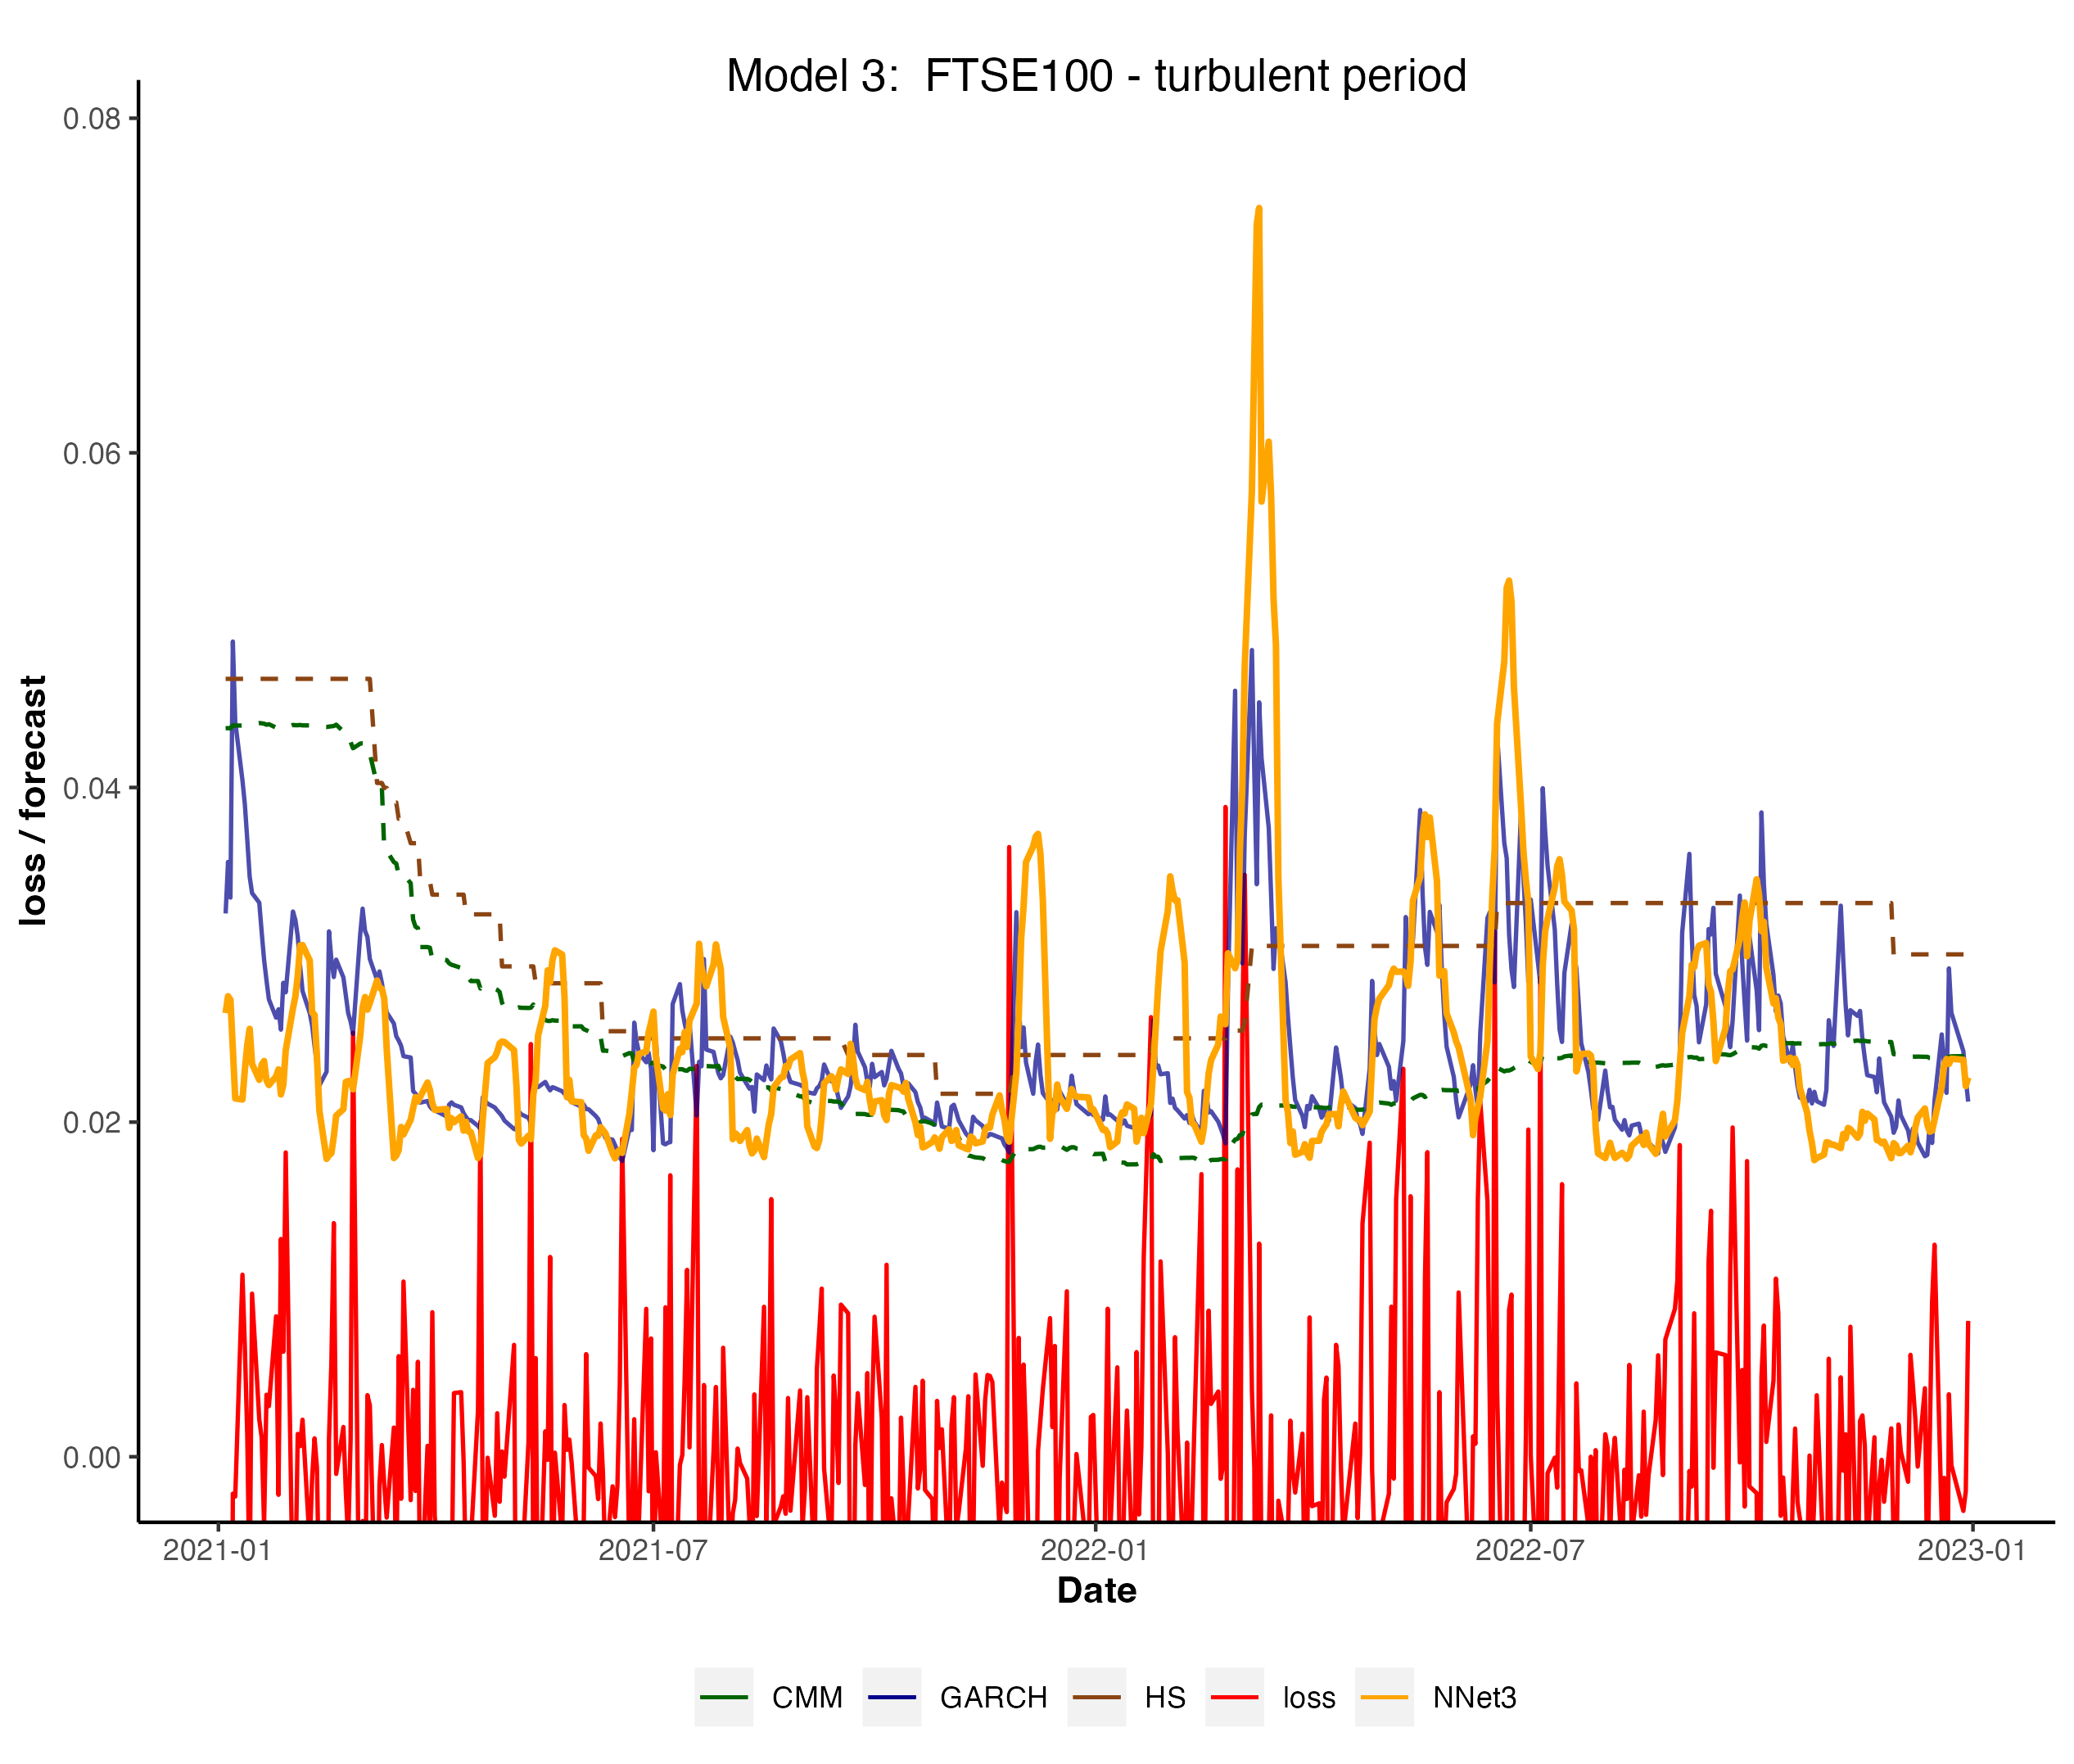 Model 3:  FTSE100 - turbulent period
0.08
0.06
0.04
0.02
0.00
loss / forecast
2021-01 2021-07 2022-01 2022-07 2023-01
Date
CMM GARCH HS loss NNet3